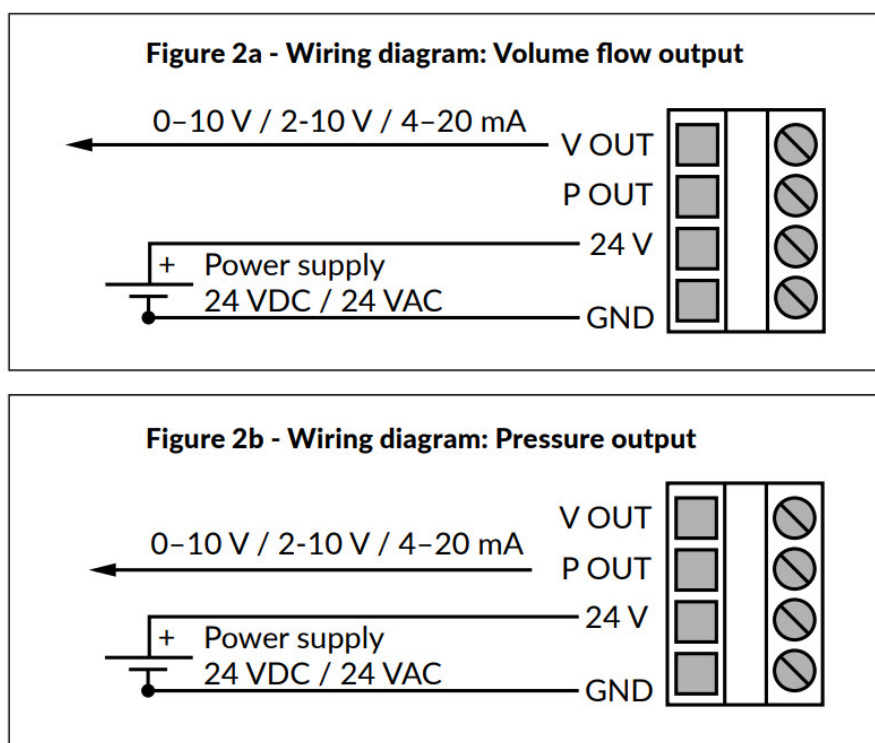 Figure 2a - Wiring diagram: Volume flow output
0–10 V / 2-10 V / 4–20 mA
V OUT
P OUT
24 V
+ Power supply
24 VDC / 24 VAC
GND
Figure 2b - Wiring diagram: Pressure output
V OUT
0–10 V / 2-10 V / 4–20 mA
P OUT
24 V
+ Power supply
24 VDC / 24 VAC
GND